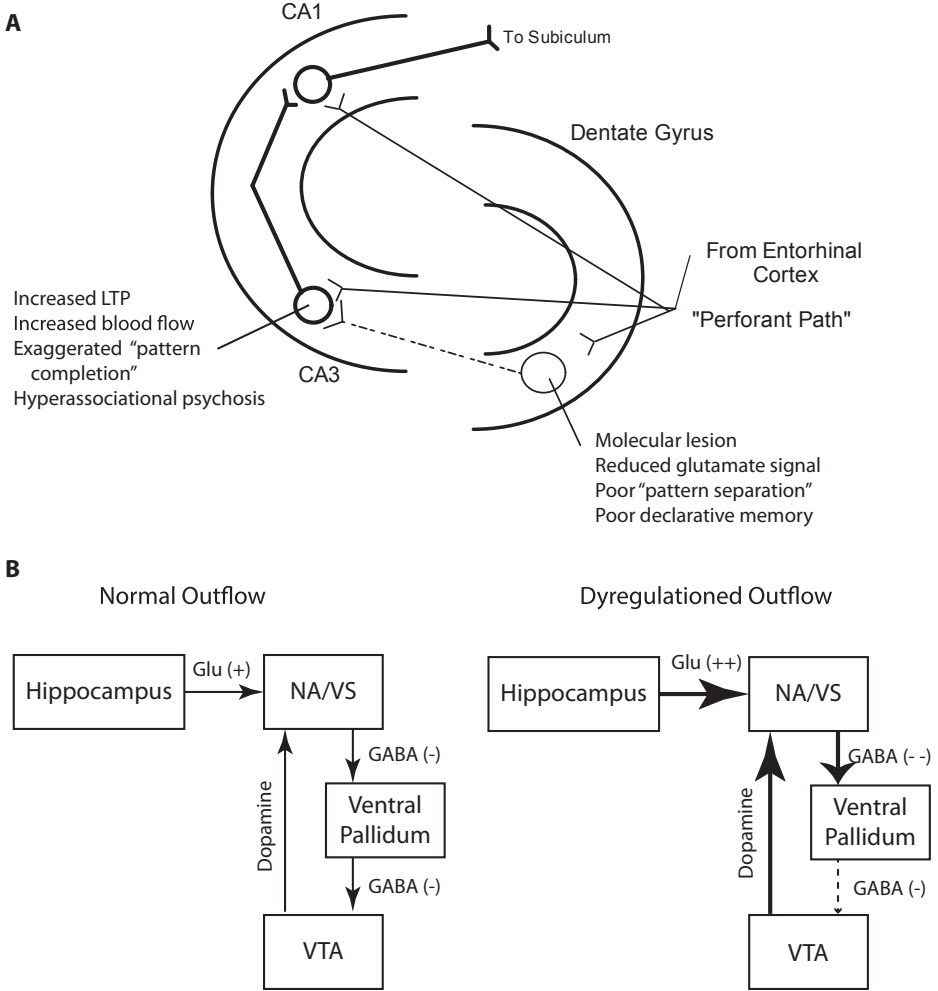 A
CA1
To Subiculum
Dentate Gyrus
From Entorhinal
Cortex
"Perforant Path"
Increased LTP
Increased blood flow
Exaggerated “pattern
completion”
Hyperassociational psychosis
CA3
Molecular lesion
Reduced glutamate signal
Poor “pattern separation”
Poor declarative memory
B
Normal Outflow
Hippocampus
Glu (+)
NA/VS
GABA (-)
Dopamine
Ventral
Pallidum
GABA (-)
VTA
Dyregulationed Outflow
Hippocampus
Glu (++)
NA/VS
GABA (- -)
Dopamine
Ventral
Pallidum
GABA (-)
VTA